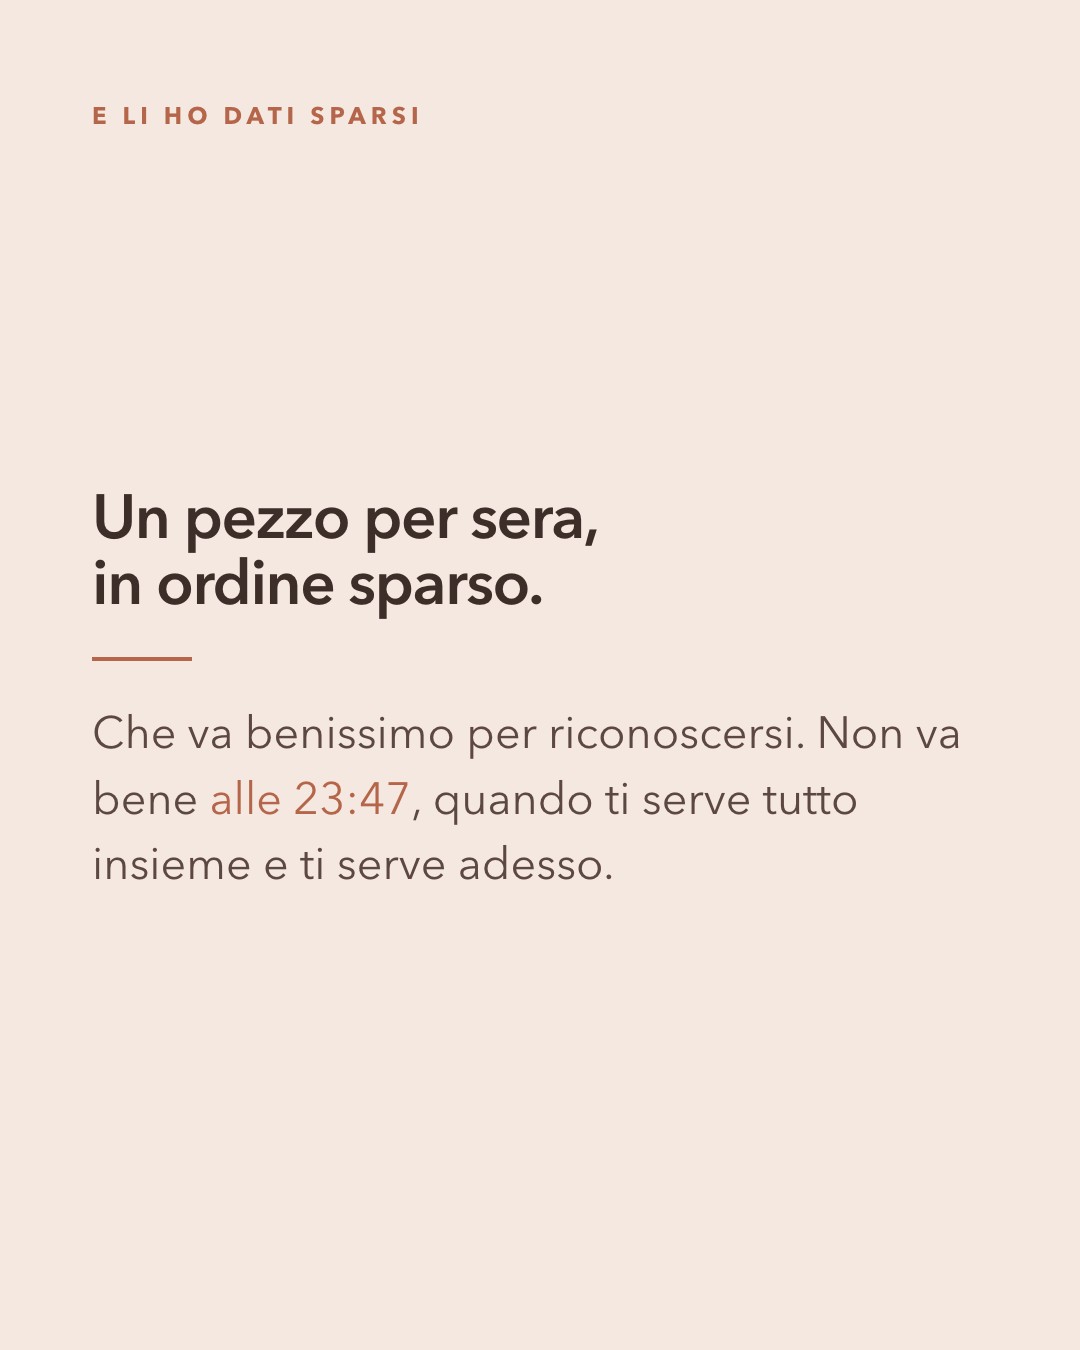 E LI HO DATI SPARSI
Un pezzo per sera,
in ordine sparso.
Che va benissimo per riconoscersi. Non va
bene alle 23:47, quando ti serve tutto
insieme e ti serve adesso.